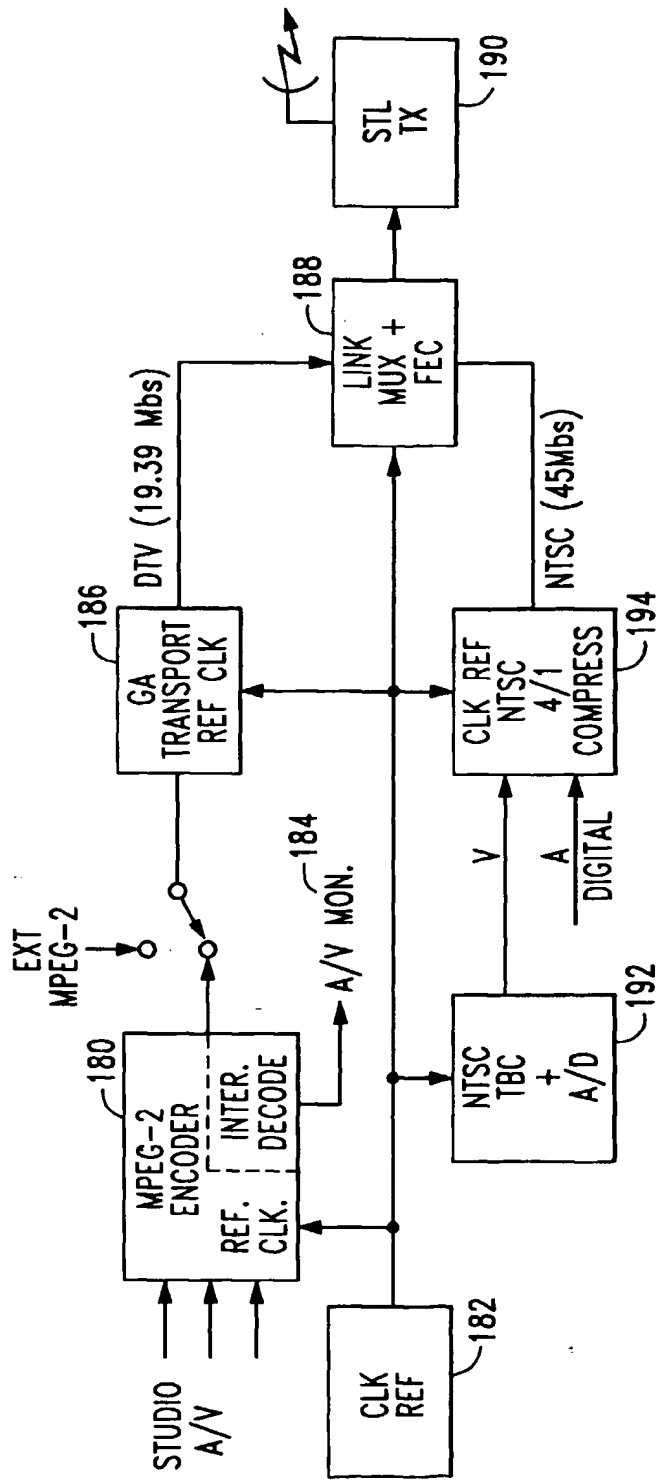 STUDIO
A/V
180
MPEG-2
ENCODER
REF.
CLK.
INTER.
DECODE
EXT
MPEG-2
184
A/V MON.
186
GA
TRANSPORT
REF CLK
DTV (19.39 Mbs)
188
LINK
MUX +
FEC
STL
TX
190
CLK
REF
182
NTSC
TBC
+
A/D
192
V
A
DIGITAL
CLK REF
NTSC
4/1
COMPRESS
194
NTSC (45Mbs)